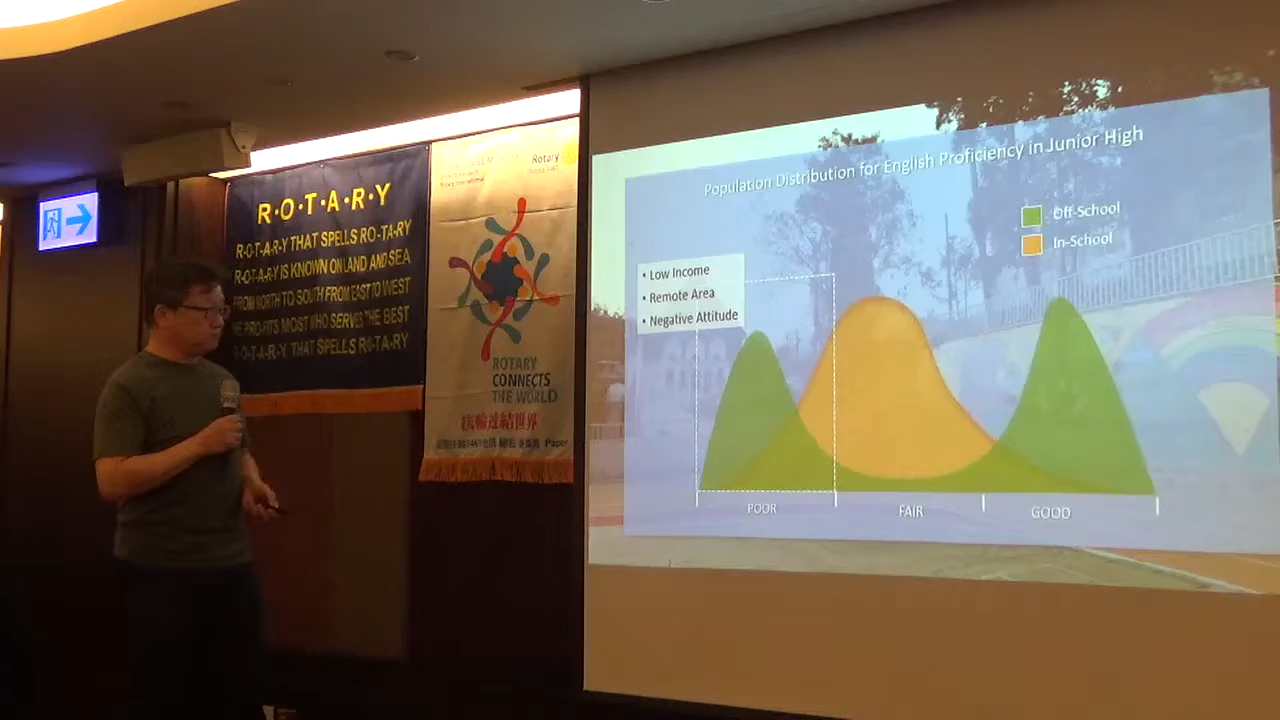 R·O·T·A·R·Y
R-O-T-A-R-Y THAT SPELLS RO-TA-RY
R-O-T-A-R-Y IS KNOWN ON LAND AND SEA
FROM NORTH TO SOUTH FROM EAST TO WEST
HE PROFITS MOST WHO SERVES THE BEST
R-O-T-A-R-Y THAT SPELLS RO-TA-RY
Rotary
ROTARY
CONNECTS
THE WORLD
扶輪連結世界
Population Distribution for English Proficiency in Junior High
Off-School
In-School
• Low Income
• Remote Area
• Negative Attitude
POOR
FAIR
GOOD